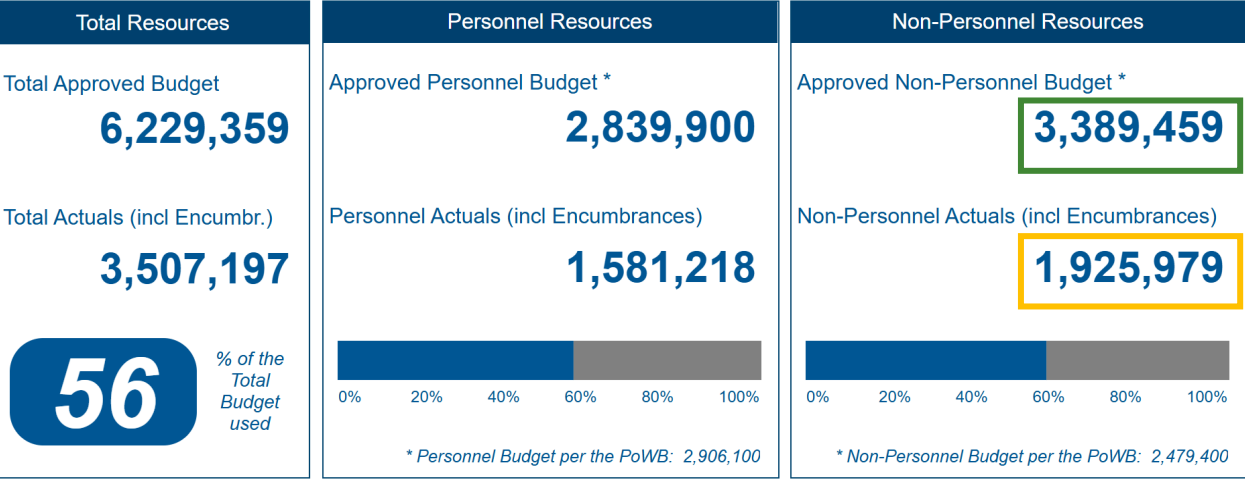 Total Resources
Total Approved Budget
6,229,359
Total Actuals (incl Encumbr.)
3,507,197
56
% of the
Total
Budget
used
Personnel Resources
Approved Personnel Budget *
2,839,900
Personnel Actuals (incl Encumbrances)
1,581,218
0% 20% 40% 60% 80% 100%
* Personnel Budget per the PoWB: 2,906,100
Non-Personnel Resources
Approved Non-Personnel Budget *
3,389,459
Non-Personnel Actuals (incl Encumbrances)
1,925,979
0% 20% 40% 60% 80% 100%
* Non-Personnel Budget per the PoWB: 2,479,400